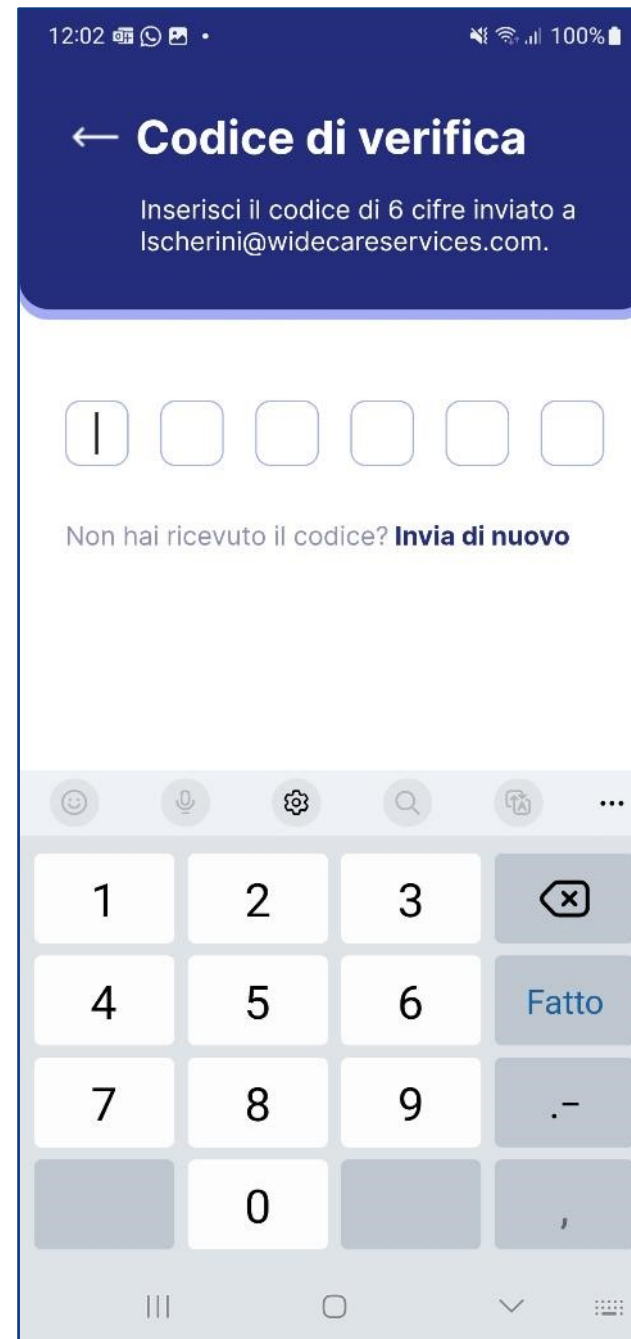 12:02
100%
Codice di verifica
Inserisci il codice di 6 cifre inviato a
lscherini@widecareservices.com.
Non hai ricevuto il codice? Invia di nuovo
1 2 3
4 5 6 Fatto
7 8 9 .-
0 ,